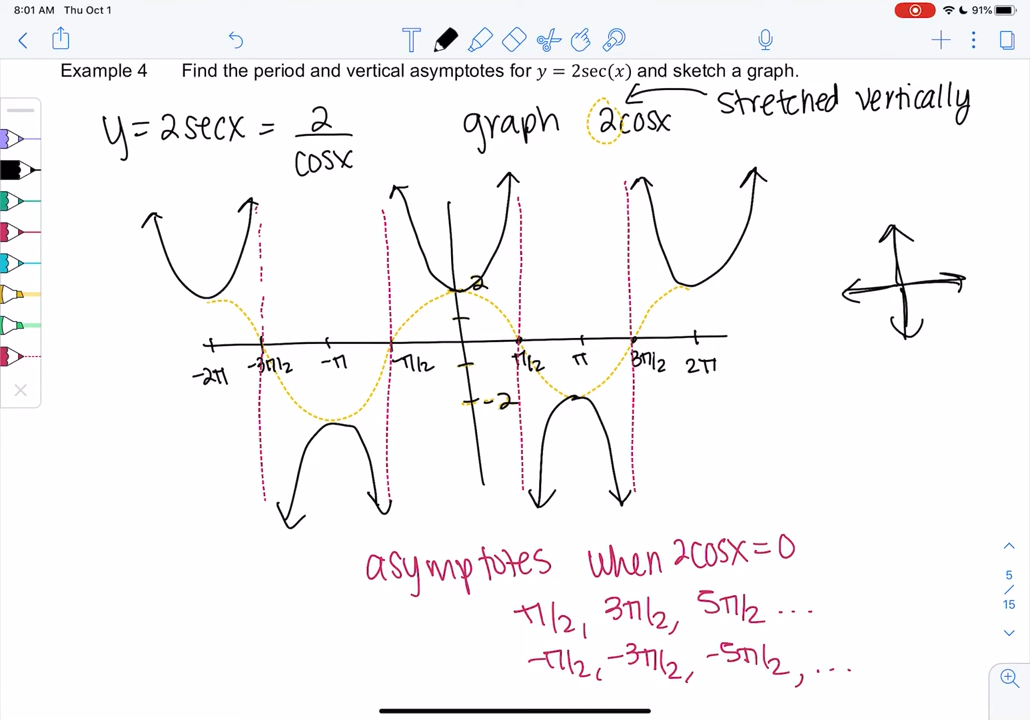 8:01 AM Thu Oct 1
91%
Example 4 Find the period and vertical asymptotes for y = 2sec(x) and sketch a graph.
y = 2secx = 2/cosx
graph 2cosx
stretched vertically
2
-2π -3π/2 -π -π/2 π/2 π 3π/2 2π
-2
asymptotes when 2cosx=0
π/2, 3π/2, 5π/2 ...
-π/2, -3π/2, -5π/2, ...
5
/
15